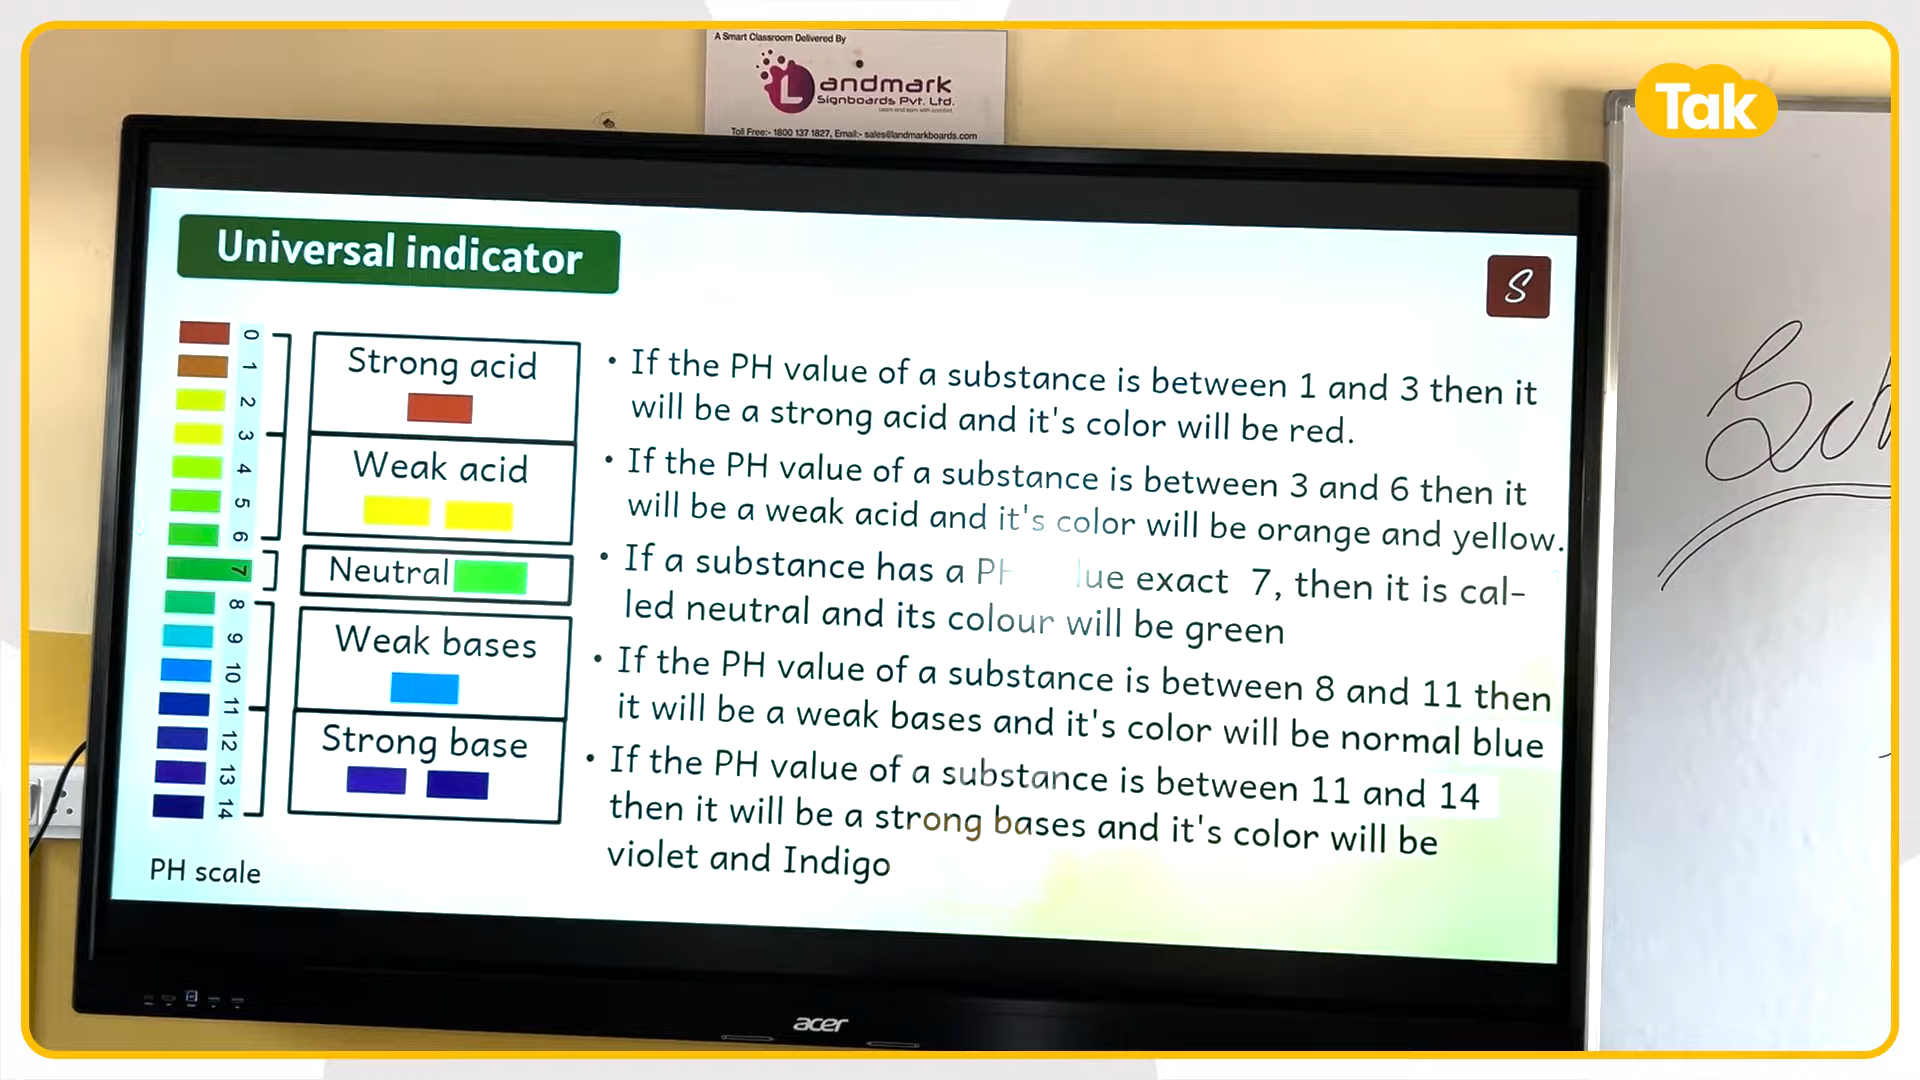 A Smart Classroom Delivered By
Landmark
Signboards Pvt. Ltd.
Toll Free:- 1800 137 1827, Email:- sales@landmarkboards.com
Tak
Universal indicator
S
0
1
2
3
4
5
6
7
8
9
10
11
12
13
14
PH scale
Strong acid
Weak acid
Neutral
Weak bases
Strong base
• If the PH value of a substance is between 1 and 3 then it
will be a strong acid and it's color will be red.
• If the PH value of a substance is between 3 and 6 then it
will be a weak acid and it's color will be orange and yellow.
• If a substance has a PH lue exact 7, then it is cal-
led neutral and its colour will be green
• If the PH value of a substance is between 8 and 11 then
it will be a weak bases and it's color will be normal blue
• If the PH value of a substance is between 11 and 14
then it will be a strong bases and it's color will be
violet and Indigo
acer